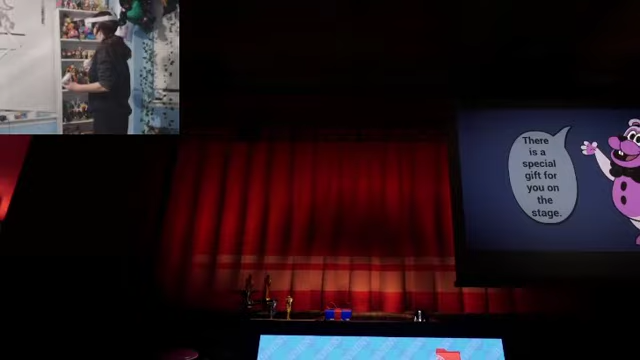 There
is a
special
gift for
you on
the
stage.